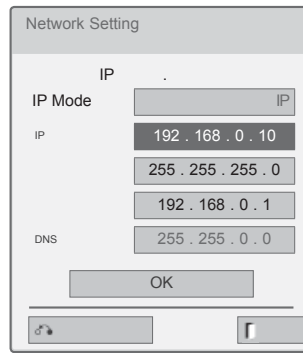 Network Setting
IP .
IP Mode IP
IP 192 . 168 . 0 . 10
255 . 255 . 255 . 0
192 . 168 . 0 . 1
DNS 255 . 255 . 0 . 0
OK